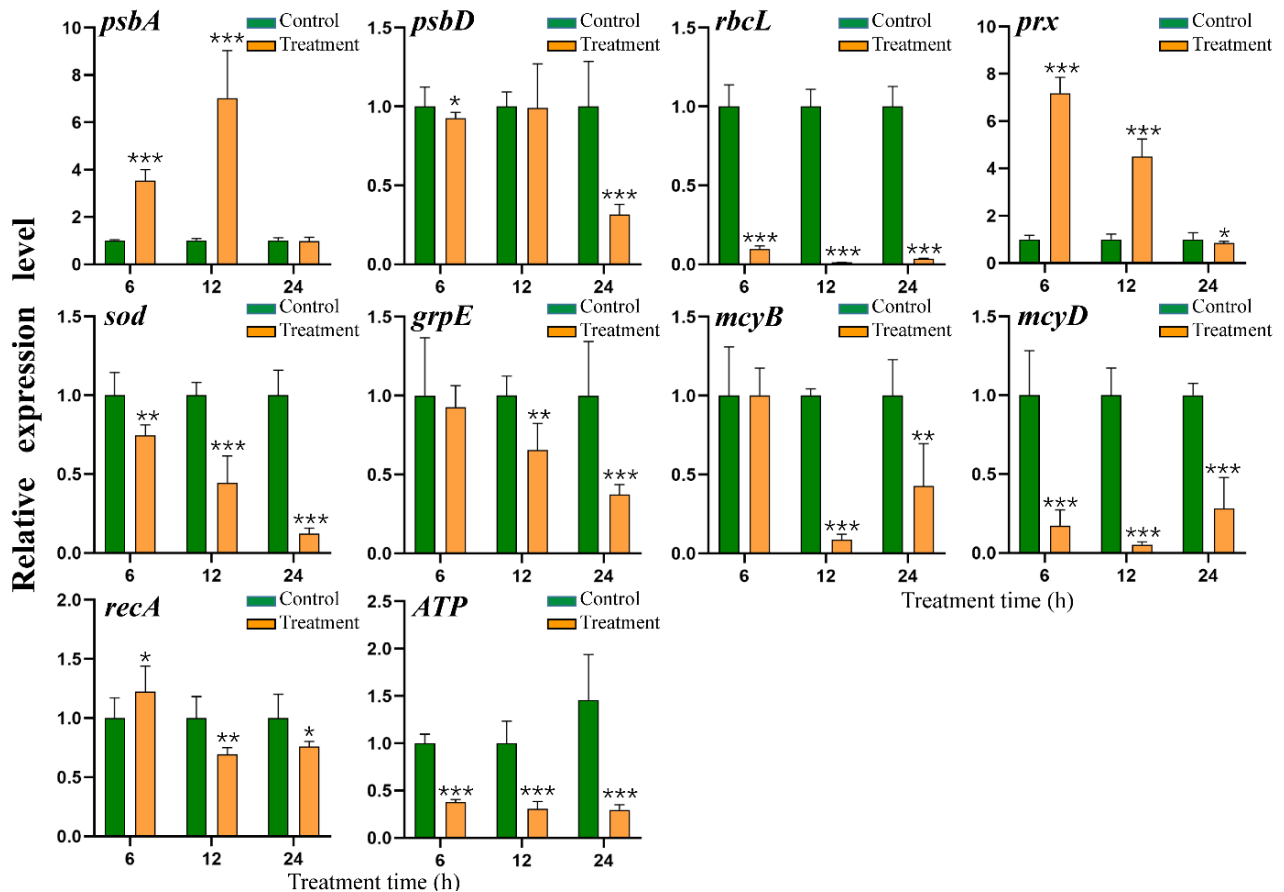 Relative expression level
psbA
Control
Treatment
10
8
6
4
2
0
***
***
6 12 24
psbD
Control
Treatment
1.5
1.0
0.5
0.0
*
***
6 12 24
rbcL
Control
Treatment
1.5
1.0
0.5
0.0
***
***
***
6 12 24
prx
Control
Treatment
10
8
6
4
2
0
***
***
*
6 12 24
sod
Control
Treatment
1.5
1.0
0.5
0.0
**
***
***
6 12 24
grpE
Control
Treatment
1.5
1.0
0.5
0.0
**
***
6 12 24
mcyB
Control
Treatment
1.5
1.0
0.5
0.0
***
**
6 12 24
mcyD
Control
Treatment
1.5
1.0
0.5
0.0
***
***
***
6 12 24
Treatment time (h)
recA
Control
Treatment
2.0
1.5
1.0
0.5
0.0
*
**
*
6 12 24
ATP
Control
Treatment
2.5
2.0
1.5
1.0
0.5
0.0
***
***
***
6 12 24
Treatment time (h)